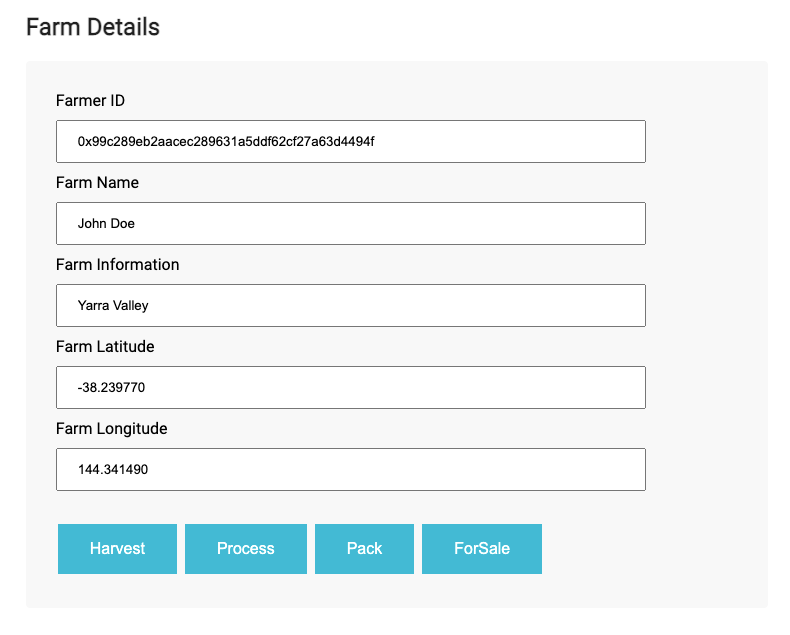 Farm Details
Farmer ID
0x99c289eb2aacec289631a5ddf62cf27a63d4494f
Farm Name
John Doe
Farm Information
Yarra Valley
Farm Latitude
-38.239770
Farm Longitude
144.341490
Harvest Process Pack ForSale